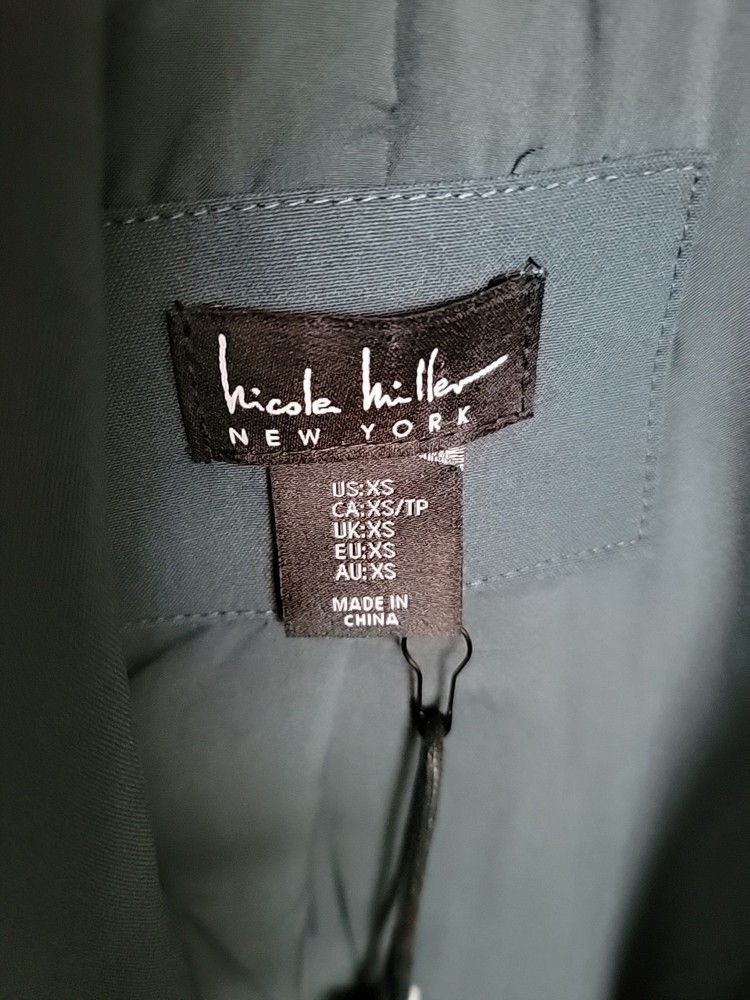 Nicole Miller
NEW YORK
US:XS
CA:XS/TP
UK:XS
EU:XS
AU:XS
MADE IN
CHINA